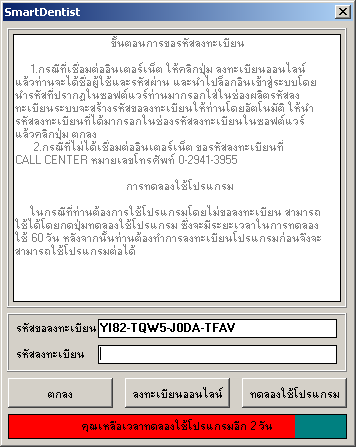 SmartDentist
ขั้นตอนการขอรหัสลงทะเบียน
1.กรณีที่เชื่อมต่ออินเตอร์เน็ต ให้คลิกปุ่ม ลงทะเบียนออนไลน์
แล้วท่านจะได้ชื่อผู้ใช้และรหัสผ่าน และนำไปล็อกอินเข้าสู่ระบบโดย
นำรหัสที่ปรากฏในซอฟต์แวร์ท่านมากรอกใส่ในช่องผลิตรหัสลง
ทะเบียนระบบจะสร้างรหัสขอลงทะเบียนให้ท่านโดยอัตโนมัติ ให้นำ
รหัสลงทะเบียนที่ได้มากรอกในช่องรหัสลงทะเบียนในซอฟต์แวร์
แล้วคลิกปุ่ม ตกลง
2.กรณีที่ไม่ได้เชื่อมต่ออินเตอร์เน็ต ขอรหัสลงทะเบียนที่
CALL CENTER หมายเลขโทรศัพท์ 0-2941-3955
การทดลองใช้โปรแกรม
ในกรณีที่ท่านต้องการใช้โปรแกรมโดยไม่ขอลงทะเบียน สามารถ
ใช้ได้โดยกดปุ่มทดลองใช้โปรแกรม ซึ่งจะมีระยะเวลาในการทดลอง
ใช้ 60 วัน หลังจากนั้นท่านต้องทำการลงทะเบียนโปรแกรมก่อนจึงจะ
สามารถใช้โปรแกรมต่อได้
รหัสขอลงทะเบียน YI82-TQW5-J0DA-TFAV
รหัสลงทะเบียน
ตกลง ลงทะเบียนออนไลน์ ทดลองใช้โปรแกรม
คุณเหลือเวลาทดลองใช้โปรแกรมอีก 2 วัน